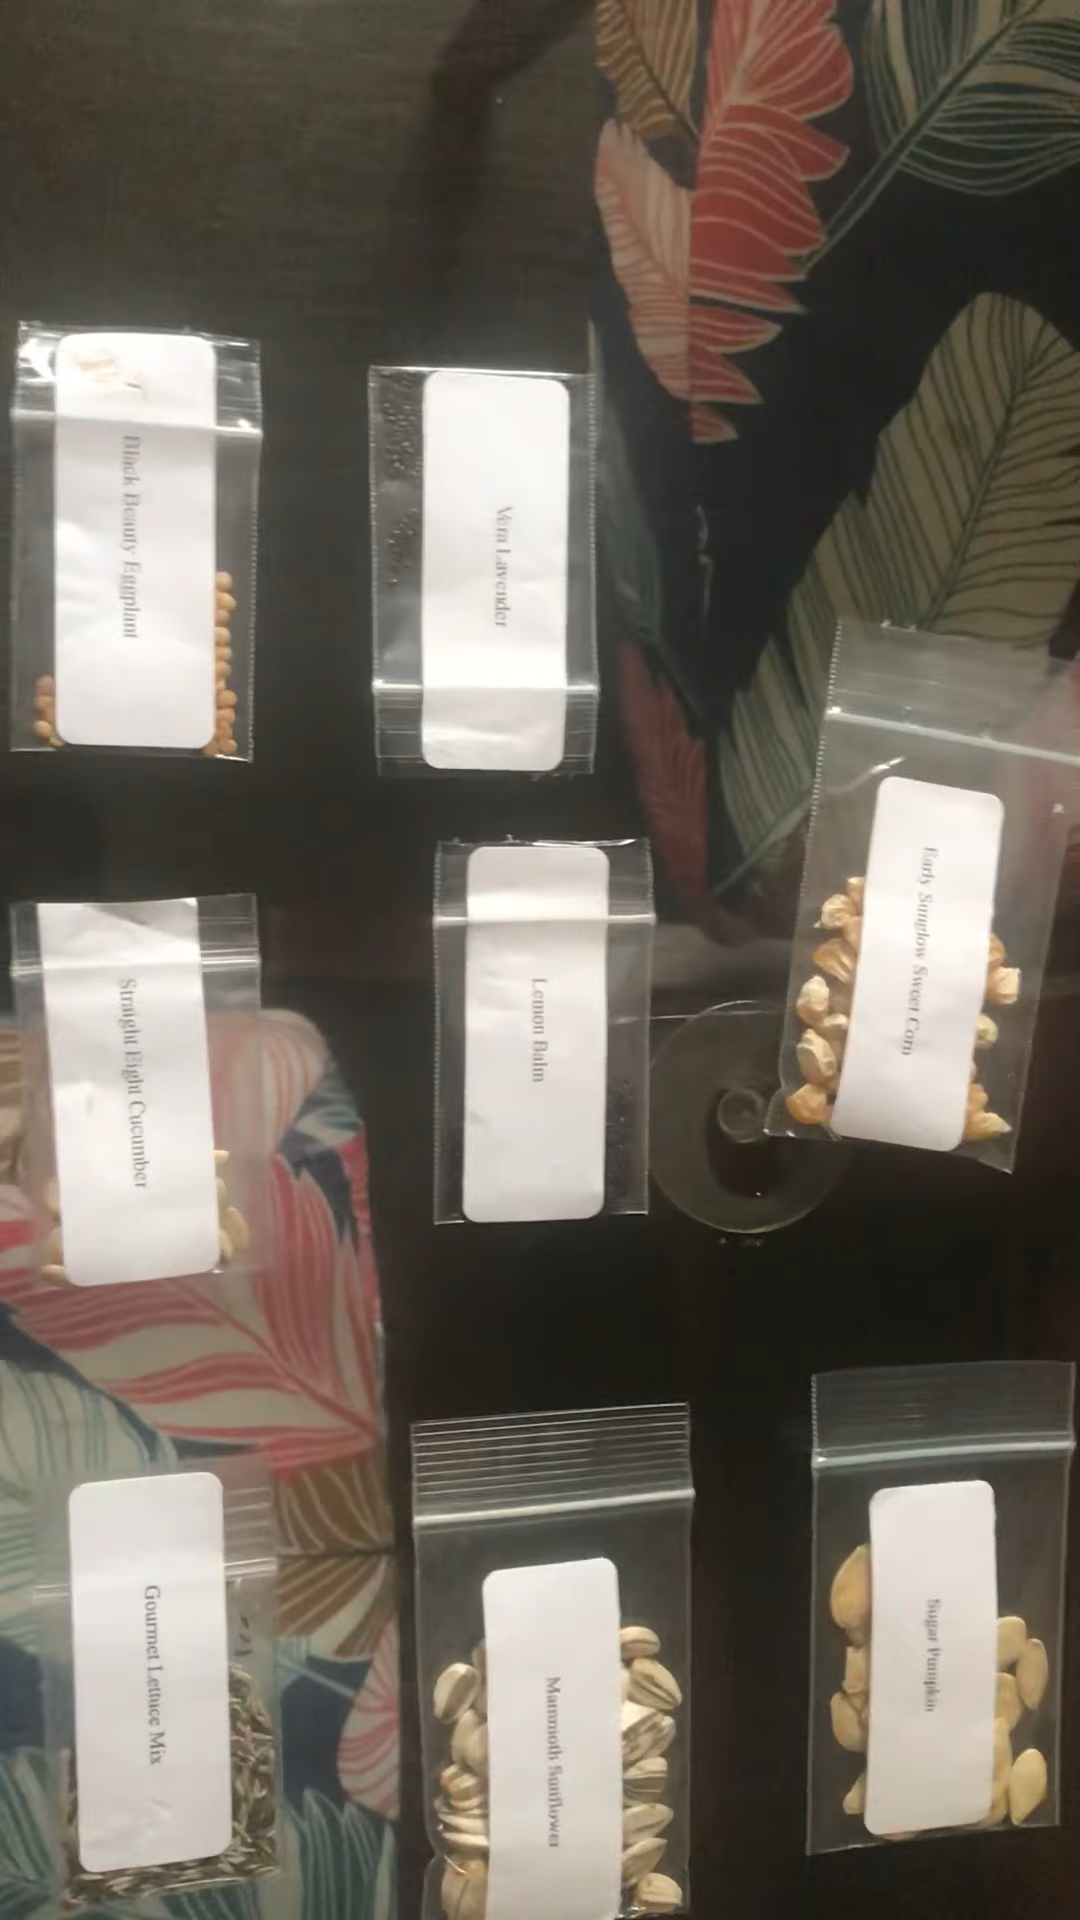 Black Beauty Eggplant
Vera Lavender
Early Sunglow Sweet Corn
Straight Eight Cucumber
Lemon Balm
Gourmet Lettuce Mix
Mammoth Sunflower
Sugar Pumpkin